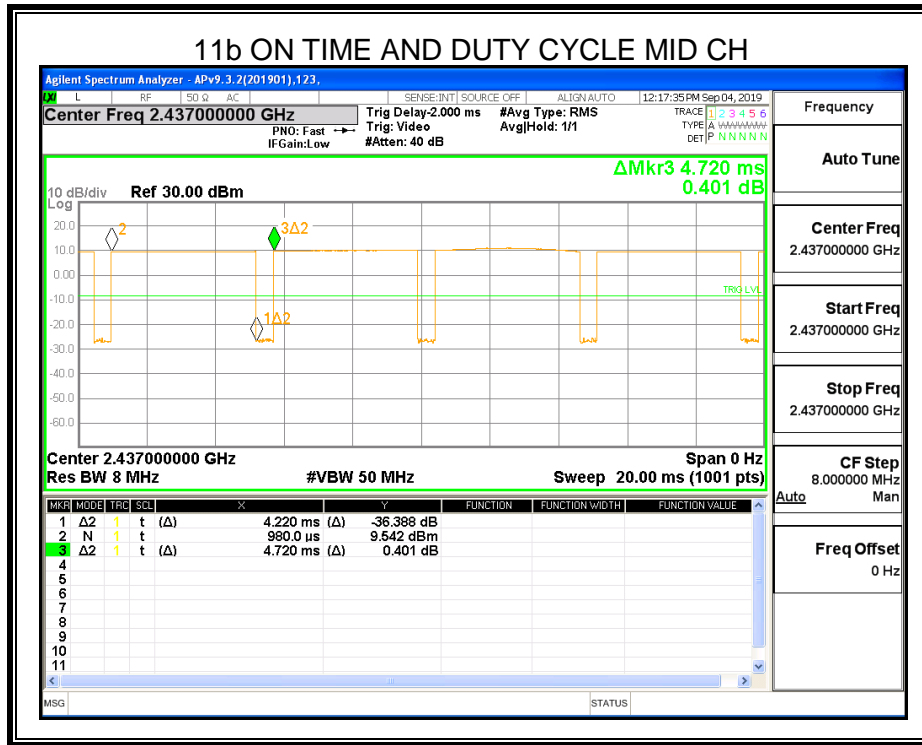 11b ON TIME AND DUTY CYCLE MID CH
Agilent Spectrum Analyzer - APv9.3.2(201901),123,
LXI L RF 50 Ω AC SENSE:INT SOURCE OFF ALIGNAUTO 12:17:35 PM Sep 04, 2019
Center Freq 2.437000000 GHz
PNO: Fast
IFGain:Low
Trig Delay-2.000 ms
Trig: Video
#Atten: 40 dB
#Avg Type: RMS
Avg|Hold: 1/1
TRACE 1 2 3 4 5 6
TYPE A WWWWWW
DET P N N N N N
ΔMkr3 4.720 ms
0.401 dB
10 dB/div Ref 30.00 dBm
Log
20.0
10.0
0.00
-10.0
-20.0
-30.0
-40.0
-50.0
-60.0
2
3Δ2
1Δ2
TRIG LVL
Center 2.437000000 GHz Span 0 Hz
Res BW 8 MHz #VBW 50 MHz Sweep 20.00 ms (1001 pts)
MKR MODE TRC SCL X Y FUNCTION FUNCTION WIDTH FUNCTION VALUE
1 Δ2 1 t (Δ) 4.220 ms (Δ) -36.388 dB
2 N 1 t 980.0 µs 9.542 dBm
3 Δ2 1 t (Δ) 4.720 ms (Δ) 0.401 dB
4
5
6
7
8
9
10
11
MSG STATUS
Frequency
Auto Tune
Center Freq
2.437000000 GHz
Start Freq
2.437000000 GHz
Stop Freq
2.437000000 GHz
CF Step
8.000000 MHz
Auto Man
Freq Offset
0 Hz